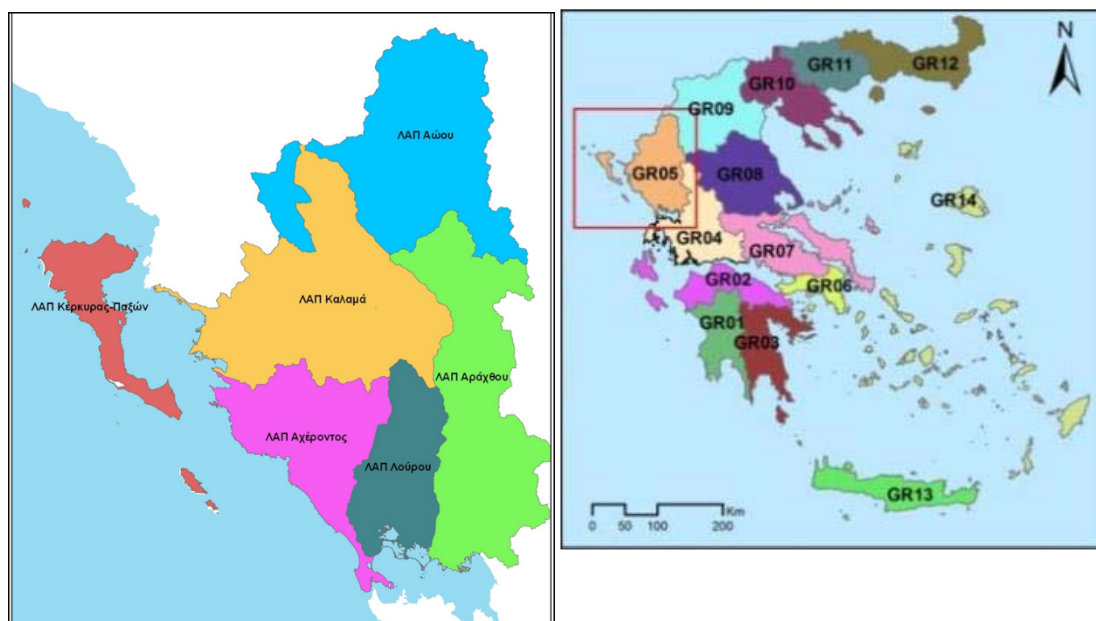 ΛΑΠ Αώου
ΛΑΠ Καλαμά
ΛΑΠ Κέρκυρας-Παξών
ΛΑΠ Αράχθου
ΛΑΠ Αχέροντος
ΛΑΠ Λούρου
N
GR11
GR12
GR10
GR09
GR05
GR08
GR14
GR04
GR07
GR02
GR06
GR01
GR03
GR13
Km
0 50 100 200